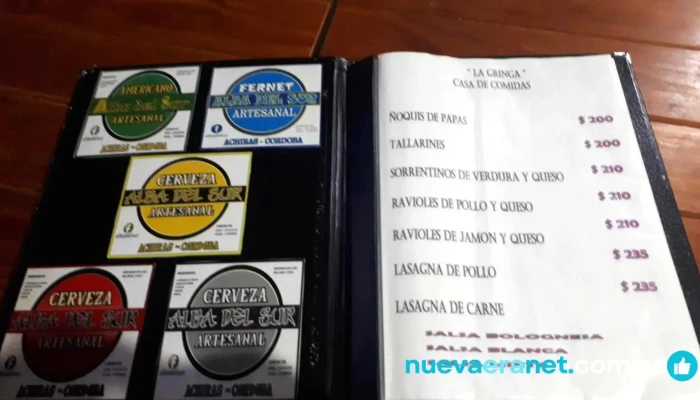 AMERICANO
ALBA DEL SUR
ARTESANAL
ACHIRAS - CORDOBA
FERNET
ALBA DEL SUR
ARTESANAL
ACHIRAS - CORDOBA
CERVEZA
ALBA DEL SUR
ARTESANAL
ACHIRAS - CORDOBA
CERVEZA
ALBA DEL SUR
ARTESANAL
ACHIRAS - CORDOBA
CERVEZA
ALBA DEL SUR
ARTESANAL
ACHIRAS - CORDOBA
" LA GRINGA "
CASA DE COMIDAS
ÑOQUIS DE PAPAS $ 200
TALLARINES $ 200
SORRENTINOS DE VERDURA Y QUESO $ 210
RAVIOLES DE POLLO Y QUESO $ 210
RAVIOLES DE JAMON Y QUESO $ 210
LASAGNA DE POLLO $ 235
LASAGNA DE CARNE $ 235
SALSA BOLOGNESA
SALSA BLANCA
nuevaeranet.com